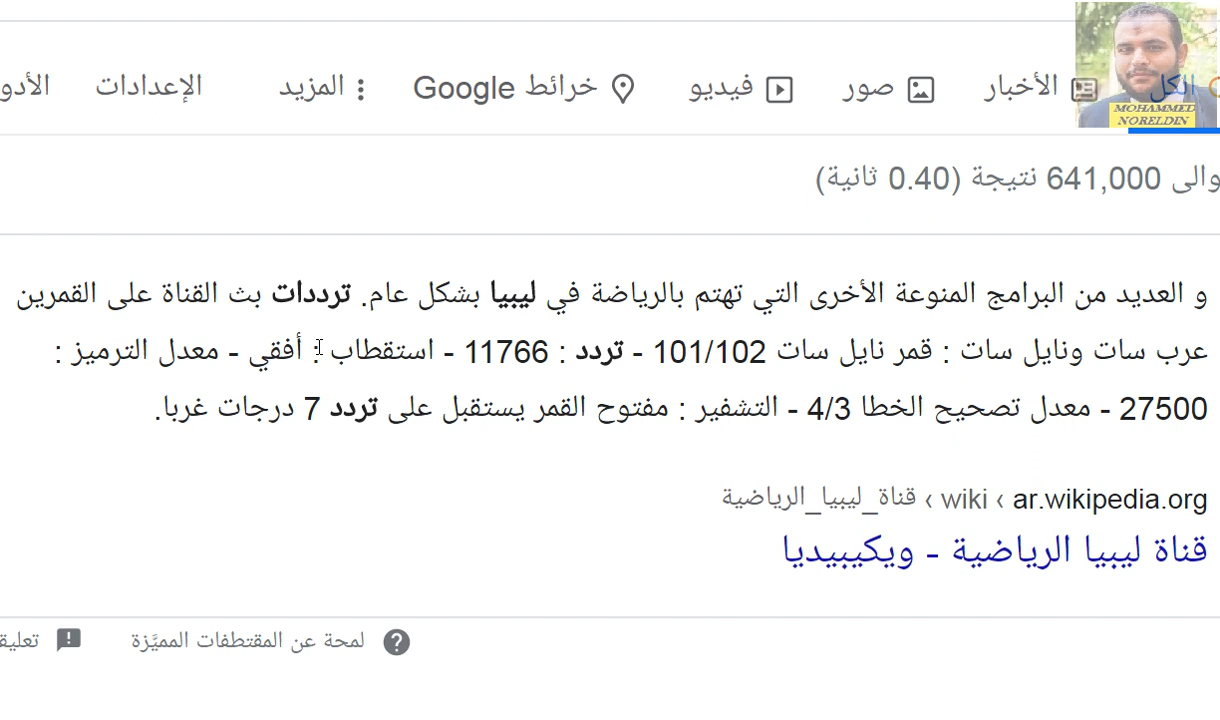 الكل الأخبار صور فيديو خرائط Google المزيد الإعدادات الأدو
MOHAMMED
NORELDIN
والى 641,000 نتيجة (0.40 ثانية)
و العديد من البرامج المنوعة الأخرى التي تهتم بالرياضة في ليبيا بشكل عام. ترددات بث القناة على القمرين
عرب سات ونايل سات : قمر نايل سات 101/102 - تردد : 11766 - استقطاب : أفقي - معدل الترميز :
27500 - معدل تصحيح الخطا 4/3 - التشفير : مفتوح القمر يستقبل على تردد 7 درجات غربا.
ar.wikipedia.org › wiki › قناة_ليبيا_الرياضية
قناة ليبيا الرياضية - ويكيبيديا
لمحة عن المقتطفات المميَّزة تعليق